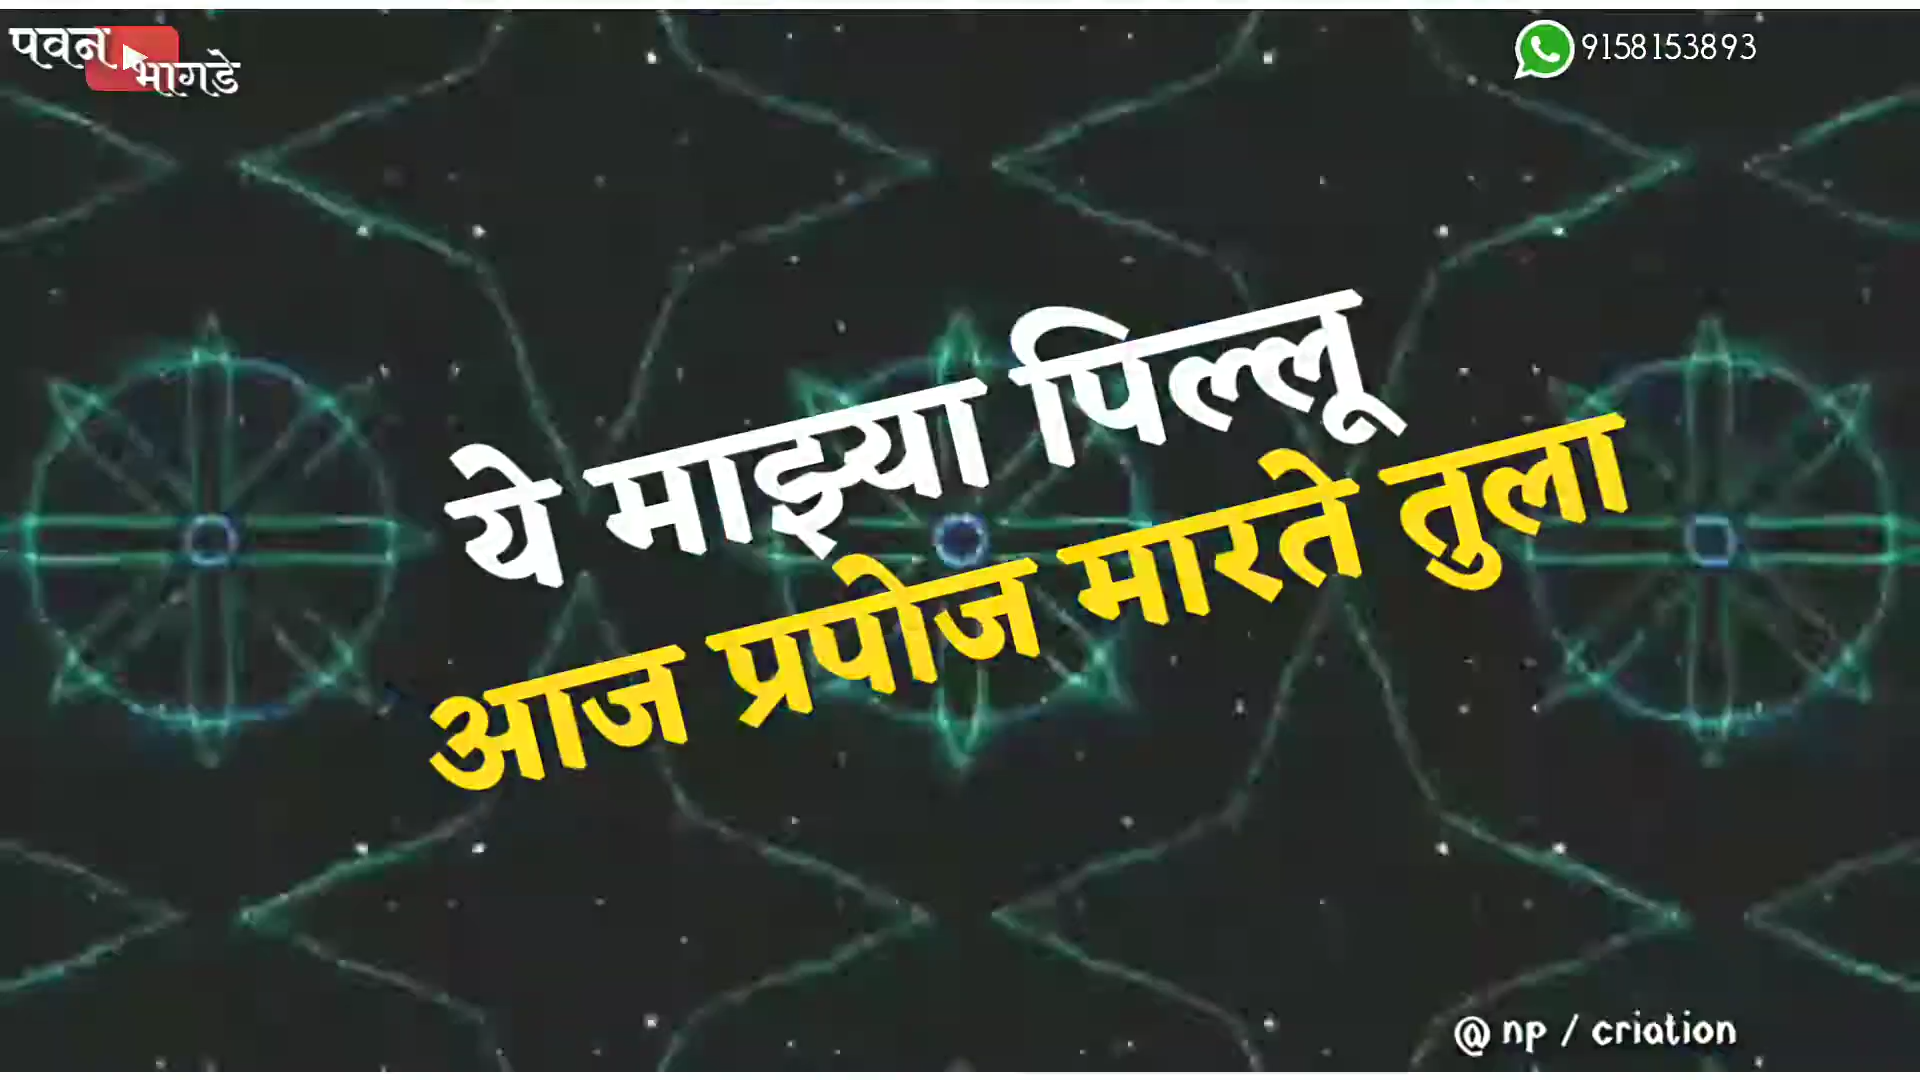 पवन
भागडे
9158153893
ये माझ्या पिल्लू
आज प्रपोज मारते तुला
@ np / criation